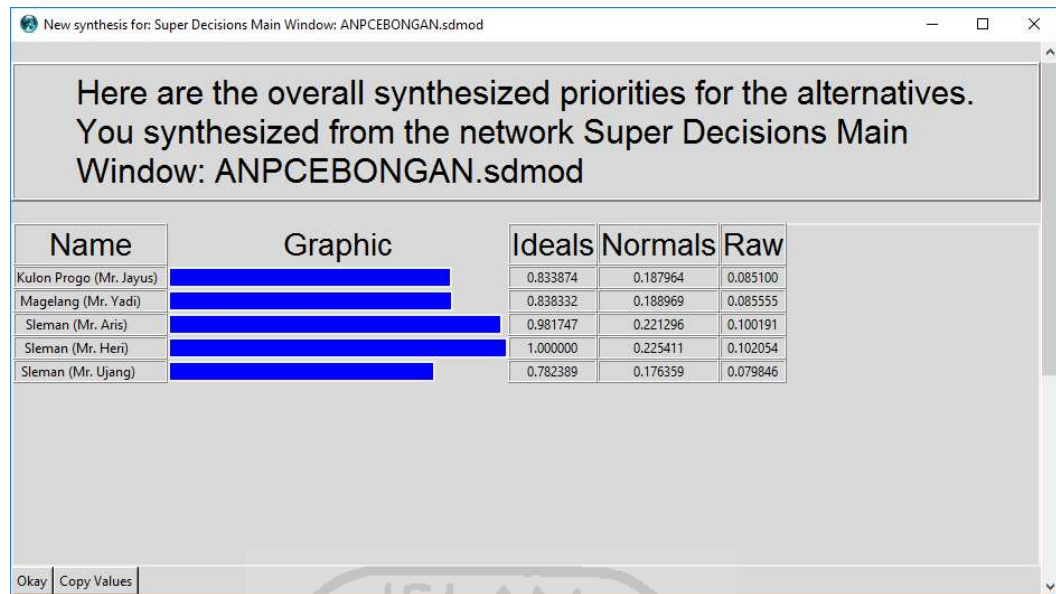 New synthesis for: Super Decisions Main Window: ANPCEBONGAN.sdmod
Here are the overall synthesized priorities for the alternatives.
You synthesized from the network Super Decisions Main
Window: ANPCEBONGAN.sdmod
Name Graphic Ideals Normals Raw
Kulon Progo (Mr. Jayus) 0.833874 0.187964 0.085100
Magelang (Mr. Yadi) 0.838332 0.188969 0.085555
Sleman (Mr. Aris) 0.981747 0.221296 0.100191
Sleman (Mr. Heri) 1.000000 0.225411 0.102054
Sleman (Mr. Ujang) 0.782389 0.176359 0.079846
Okay Copy Values